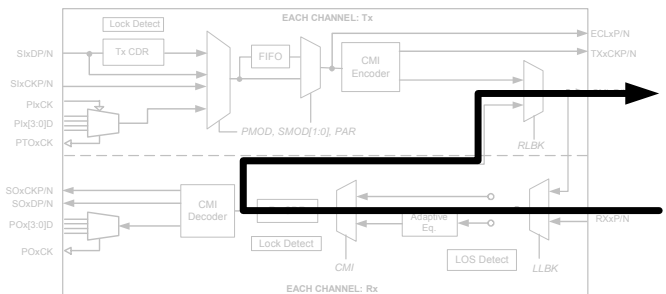 EACH CHANNEL: Tx
Lock Detect
ECLxP/N
SIxDP/N
Tx CDR
FIFO
TXxCKP/N
CMI
Encoder
SIxCKP/N
PIxCK
PIx[3:0]D
PMOD, SMOD[1:0], PAR
PTOxCK
RLBK
SOxCKP/N
SOxDP/N
CMI
Decoder
POx[3:0]D
Adaptive
Eq.
RXxP/N
Lock Detect
LOS Detect
POxCK
CMI
LLBK
EACH CHANNEL: Rx